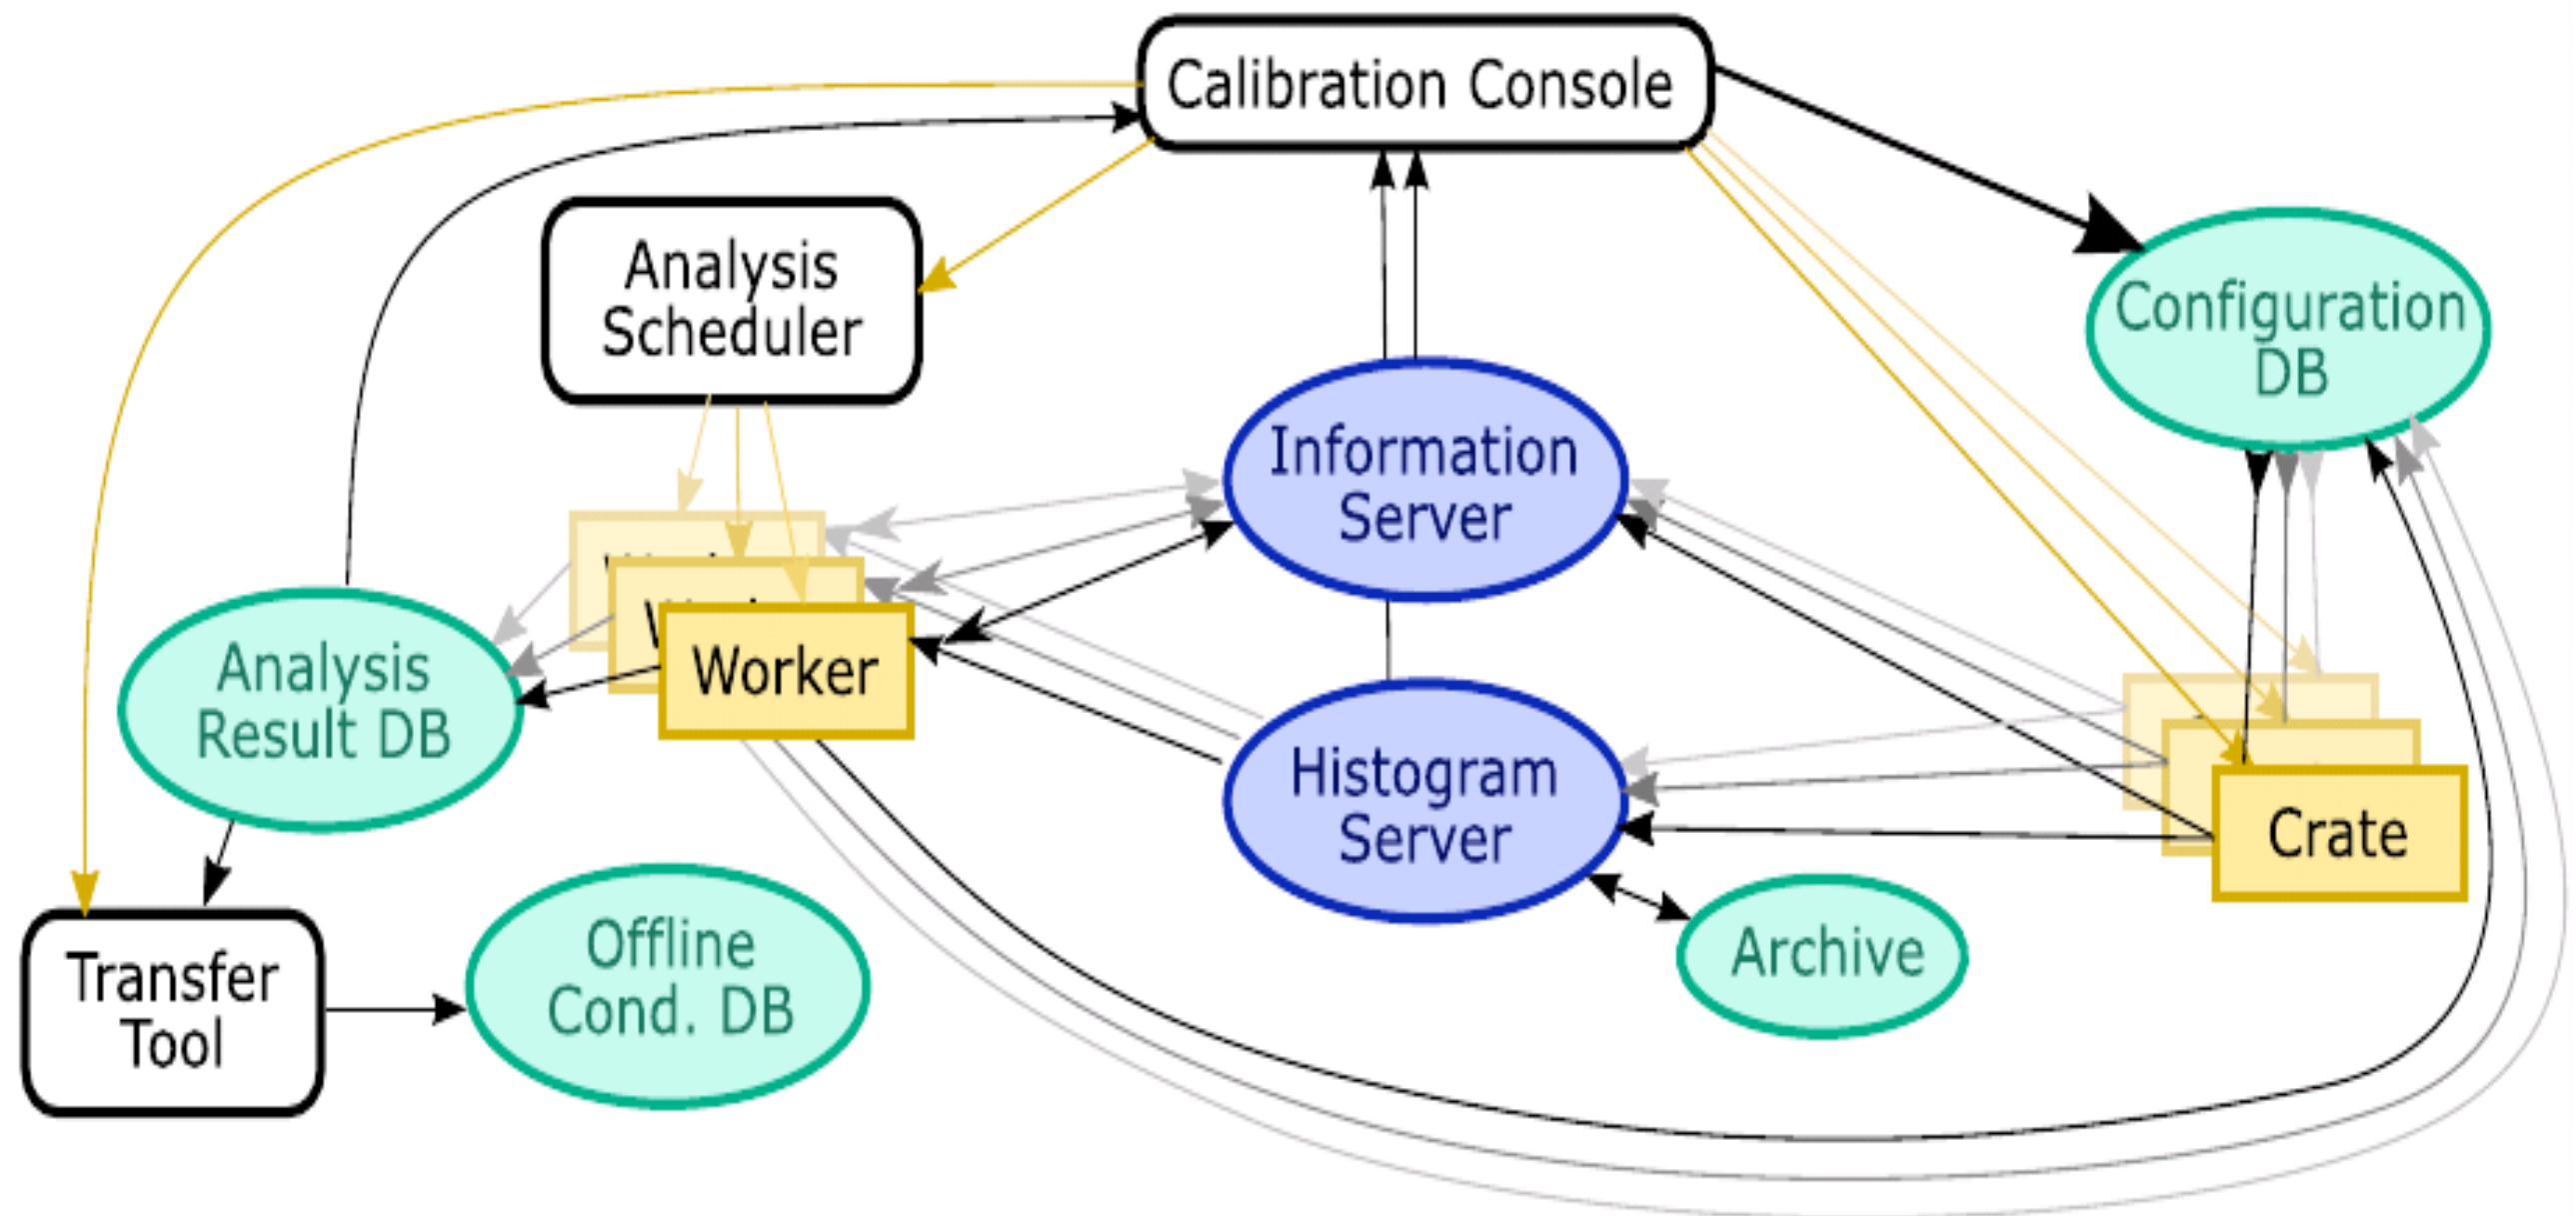 Calibration Console
Analysis
Scheduler
Configuration
DB
Information
Server
Worker
Analysis
Result DB
Histogram
Server
Crate
Archive
Offline
Cond. DB
Transfer
Tool